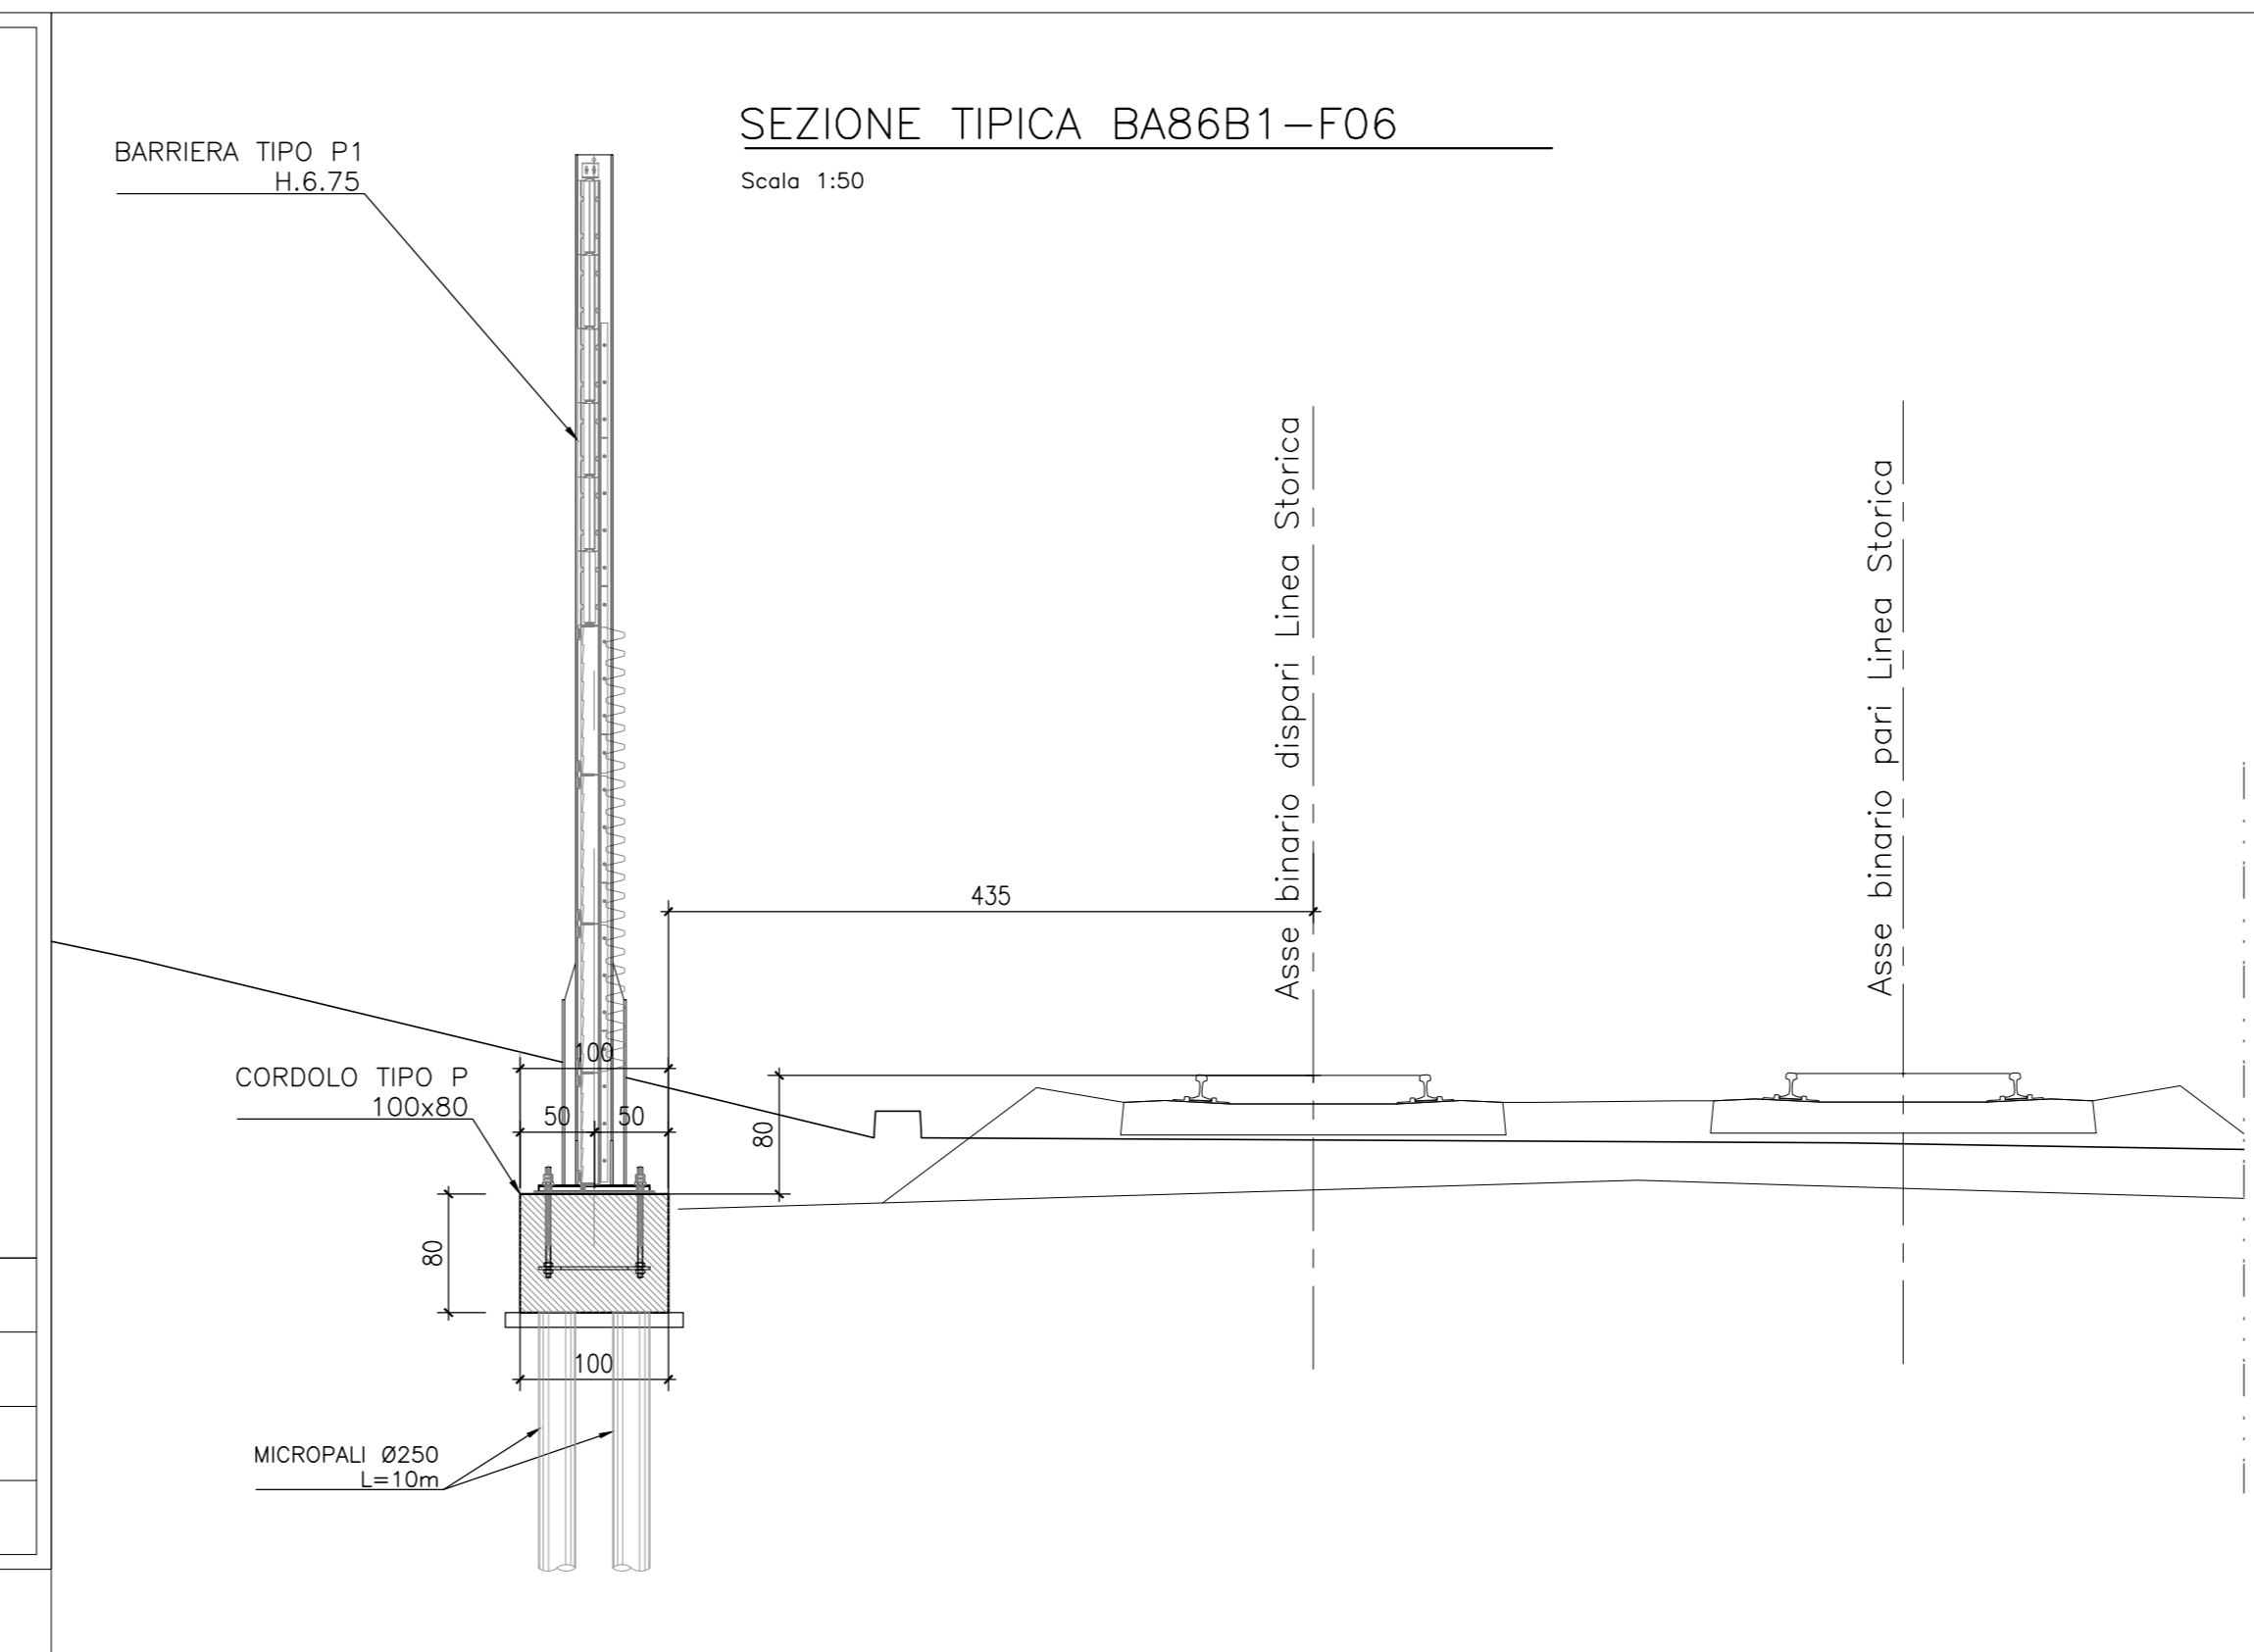 SEZIONE TIPICA BA86B1-F06
Scala 1:50
BARRIERA TIPO P1
H.6.75
Asse binario dispari Linea Storica
Asse binario pari Linea Storica
435
100
CORDOLO TIPO P
100x80
50
50
80
80
100
MICROPALI Ø250
L=10m